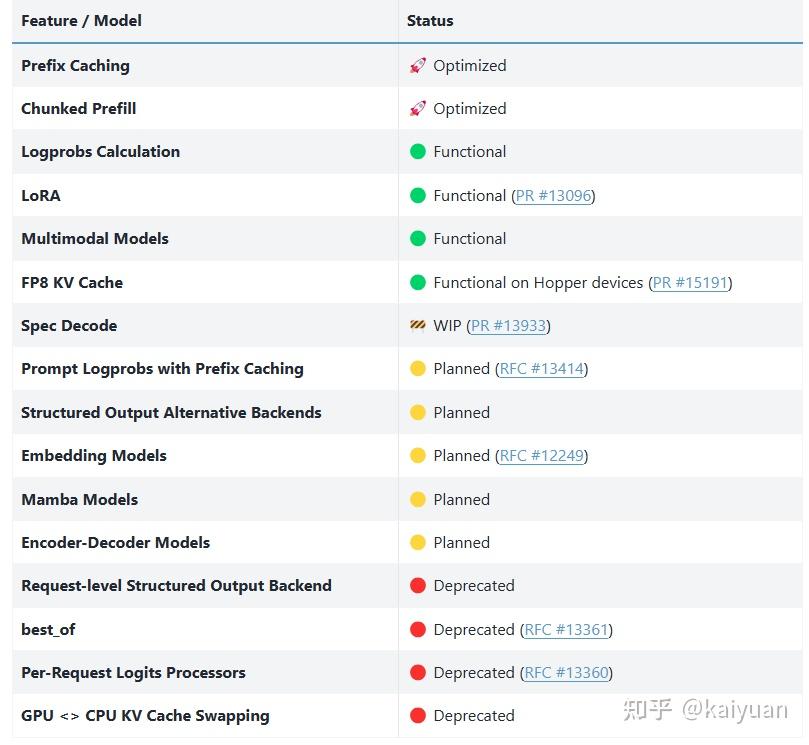 Feature / Model Status
Prefix Caching 🚀 Optimized
Chunked Prefill 🚀 Optimized
Logprobs Calculation 🟢 Functional
LoRA 🟢 Functional (PR #13096)
Multimodal Models 🟢 Functional
FP8 KV Cache 🟢 Functional on Hopper devices (PR #15191)
Spec Decode 🚧 WIP (PR #13933)
Prompt Logprobs with Prefix Caching 🟡 Planned (RFC #13414)
Structured Output Alternative Backends 🟡 Planned
Embedding Models 🟡 Planned (RFC #12249)
Mamba Models 🟡 Planned
Encoder-Decoder Models 🟡 Planned
Request-level Structured Output Backend 🔴 Deprecated
best_of 🔴 Deprecated (RFC #13361)
Per-Request Logits Processors 🔴 Deprecated (RFC #13360)
GPU <> CPU KV Cache Swapping 🔴 Deprecated
知乎 @kaiyuan